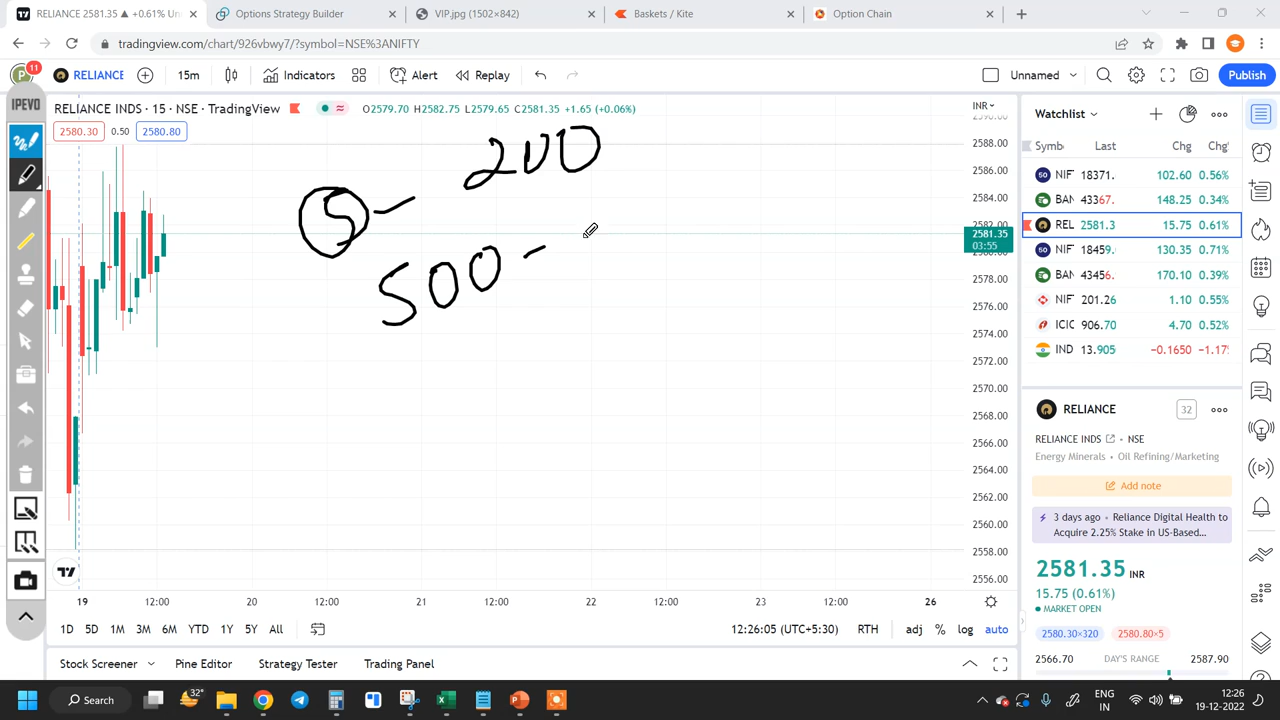 RELIANCE 2581.35 ▲ +0.61% Un
Options Strategy Builder
VIP.jpg (1502×842)
Baskets / Kite
Option Chain
tradingview.com/chart/926vbwy7/?symbol=NSE%3ANIFTY
P 11 RELIANCE 15m Indicators Alert Replay Unnamed Publish
IPEVO
RELIANCE INDS · 15 · NSE · TradingView O2579.70 H2582.75 L2579.65 C2581.35 +1.65 (+0.06%)
2580.30 0.50 2580.80
200
5 -
500 -
INR
2590.00
2588.00
2586.00
2584.00
2582.00
2581.35
03:55
2580.00
2578.00
2576.00
2574.00
2572.00
2570.00
2568.00
2566.00
2564.00
2562.00
2560.00
2558.00
2556.00
19 12:00 20 12:00 21 12:00 22 12:00 23 12:00 26
1D 5D 1M 3M 6M YTD 1Y 5Y All
12:26:05 (UTC+5:30) RTH adj % log auto
Stock Screener Pine Editor Strategy Tester Trading Panel
Watchlist
Symb Last Chg Chg%
NIF 18371. 102.60 0.56%
BAN 43367. 148.25 0.34%
REL 2581.3 15.75 0.61%
NIF 18459. 130.35 0.71%
BAN 43456. 170.10 0.39%
NIF 201.26 1.10 0.55%
ICIC 906.70 4.70 0.52%
IND 13.905 −0.1650 −1.17
RELIANCE 32
RELIANCE INDS · NSE
Energy Minerals • Oil Refining/Marketing
Add note
3 days ago • Reliance Digital Health to
Acquire 2.25% Stake in US-Based...
2581.35 INR
15.75 (0.61%)
MARKET OPEN
2580.30×320 2580.80×5
2566.70 DAY'S RANGE 2587.90
Search
32°
ENG
IN
12:26
19-12-2022